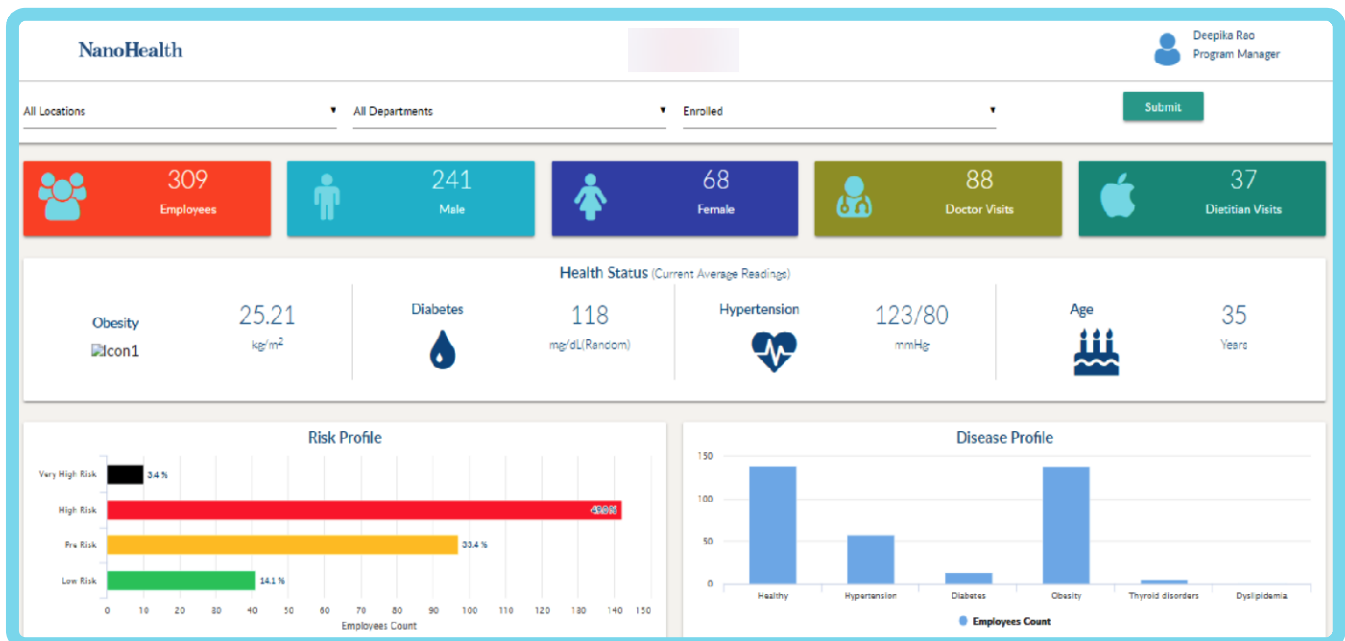 NanoHealth
Deepika Rao
Program Manager
All Locations
All Departments
Enrolled
Submit
309
Employees
241
Male
68
Female
88
Doctor Visits
37
Dietitian Visits
Health Status (Current Average Readings)
Obesity
Icon1
25.21
kg/m²
Diabetes
118
mg/dL(Random)
Hypertension
123/80
mmHg
Age
35
Years
Risk Profile
Very High Risk
3.4 %
High Risk
Pre Risk
33.4 %
Low Risk
14.1 %
0 10 20 30 40 50 60 70 80 90 100 110 120 130 140 150
Employees Count
Disease Profile
150
100
50
0
Healthy Hypertension Diabetes Obesity Thyroid disorders Dyslipidemia
Employees Count